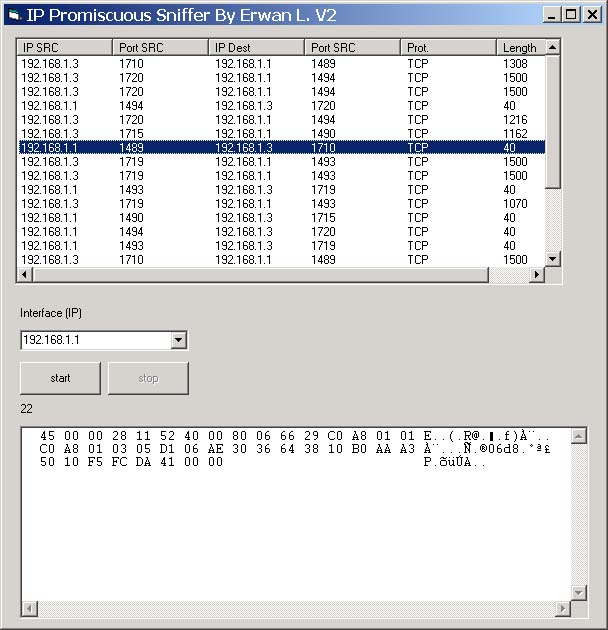 IP Promiscuous Sniffer By Erwan L. V2
IP SRC Port SRC IP Dest Port SRC Prot. Length
192.168.1.3 1710 192.168.1.1 1489 TCP 1308
192.168.1.3 1720 192.168.1.1 1494 TCP 1500
192.168.1.3 1720 192.168.1.1 1494 TCP 1500
192.168.1.1 1494 192.168.1.3 1720 TCP 40
192.168.1.3 1720 192.168.1.1 1494 TCP 1216
192.168.1.3 1715 192.168.1.1 1490 TCP 1162
192.168.1.1 1489 192.168.1.3 1710 TCP 40
192.168.1.3 1719 192.168.1.1 1493 TCP 1500
192.168.1.3 1719 192.168.1.1 1493 TCP 1500
192.168.1.1 1493 192.168.1.3 1719 TCP 40
192.168.1.3 1719 192.168.1.1 1493 TCP 1070
192.168.1.1 1490 192.168.1.3 1715 TCP 40
192.168.1.1 1494 192.168.1.3 1720 TCP 40
192.168.1.1 1493 192.168.1.3 1719 TCP 40
192.168.1.3 1710 192.168.1.1 1489 TCP 1500
Interface (IP)
192.168.1.1
start stop
22
45 00 00 28 11 52 40 00 80 06 66 29 C0 A8 01 01 E..(.R@.▮.f)À¨..
C0 A8 01 03 05 D1 06 AE 30 36 64 38 10 B0 AA A3 À¨...Ñ.®06d8.°ª£
50 10 F5 FC DA 41 00 00 P.õüÚA..